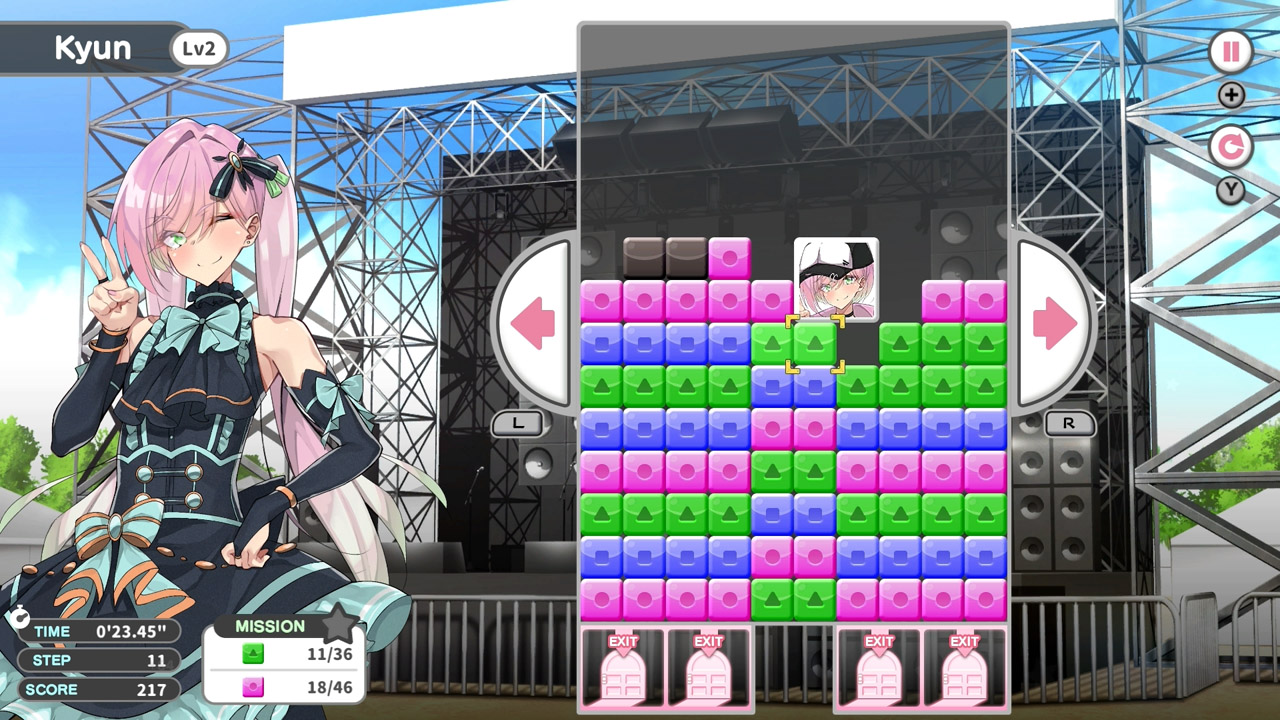 Kyun
Lv2
+
Y
L
R
TIME 0'23.45"
STEP 11
SCORE 217
MISSION
11/36
18/46
EXIT
EXIT
EXIT
EXIT